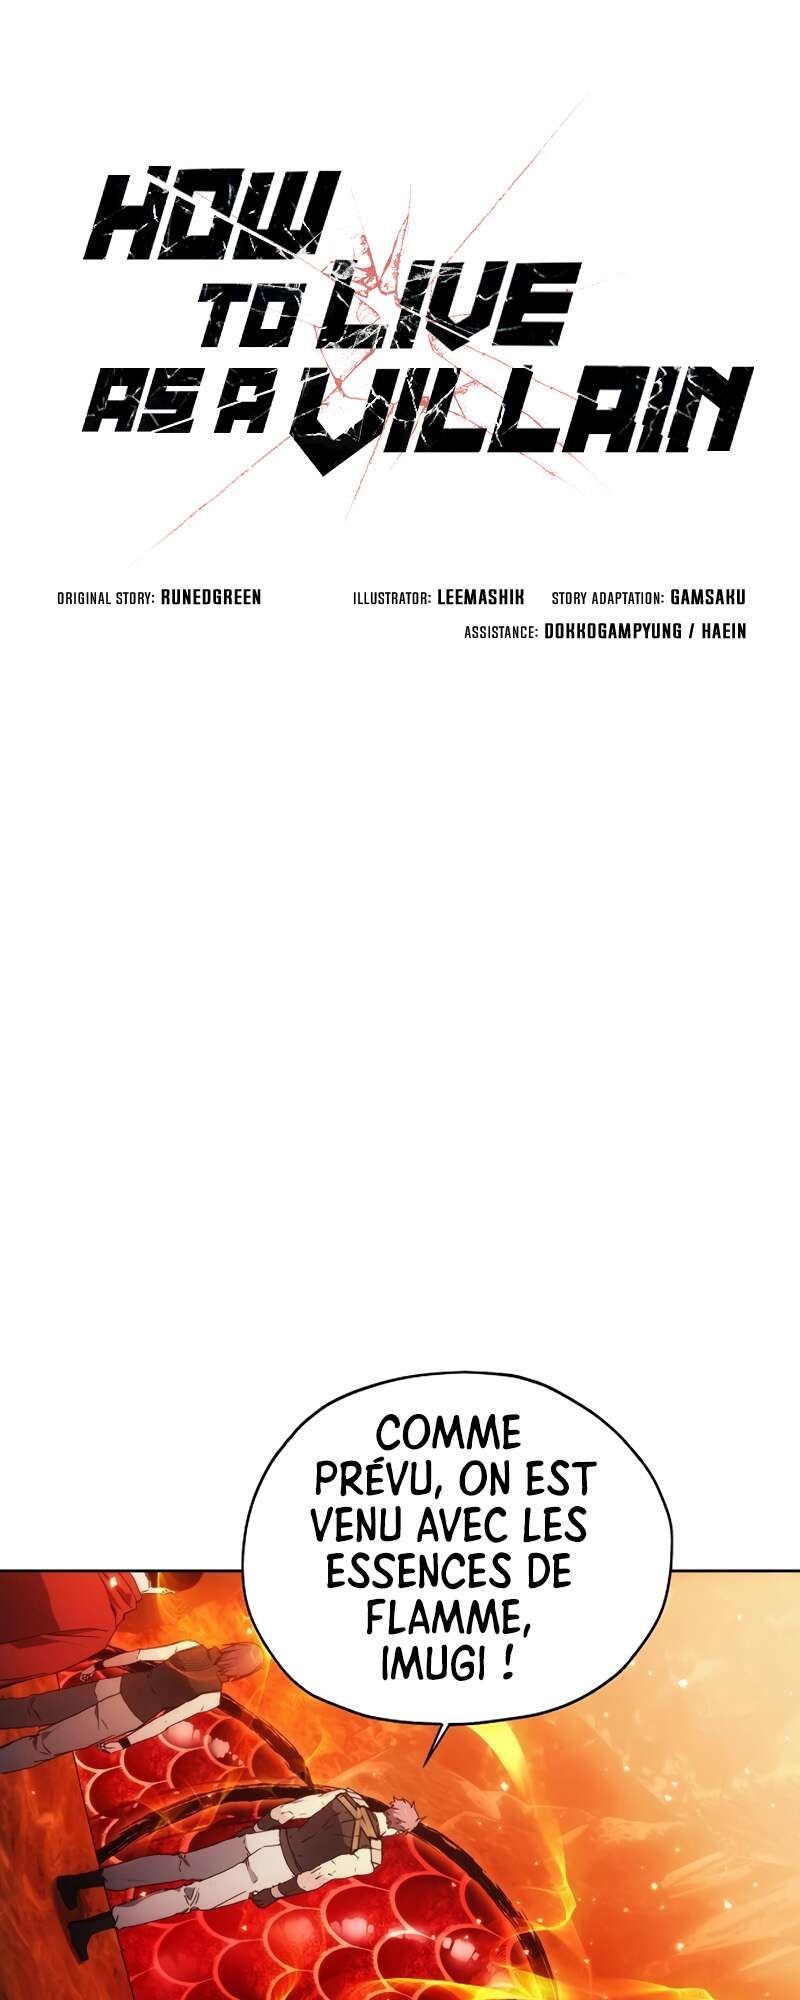 HOW
TO LIVE
AS A VILLAIN
ORIGINAL STORY: RUNEDGREEN ILLUSTRATOR: LEEMASHIK STORY ADAPTATION: GAMSAKU
ASSISTANCE: DOKKOGAMPYUNG / HAEIN
COMME
PRÉVU, ON EST
VENU AVEC LES
ESSENCES DE
FLAMME,
IMUGI !